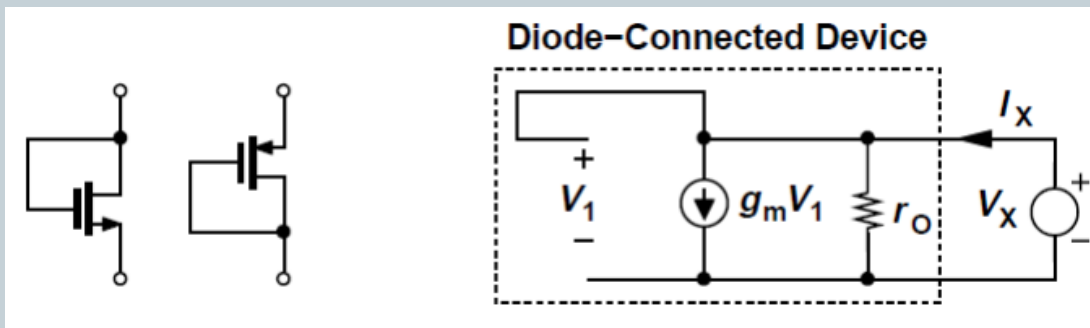 Diode−Connected Device
I_X
+
V_1
−
g_mV_1
r_O
V_X
+
−